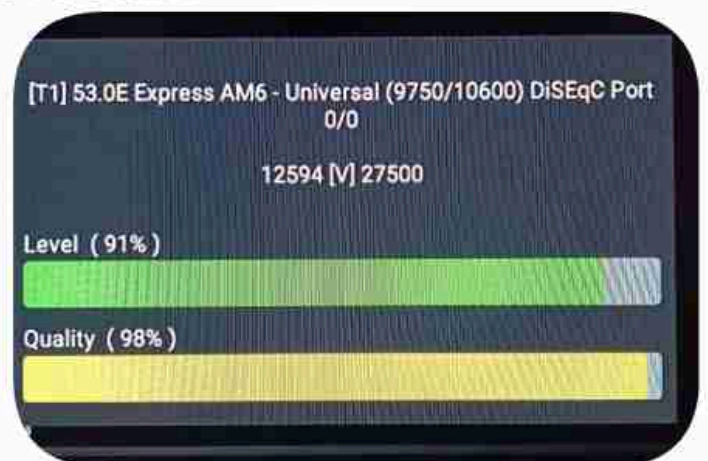 [T1] 53.0E Express AM6 - Universal (9750/10600) DiSEqC Port
0/0
12594 [V] 27500
Level ( 91% )
Quality ( 98% )